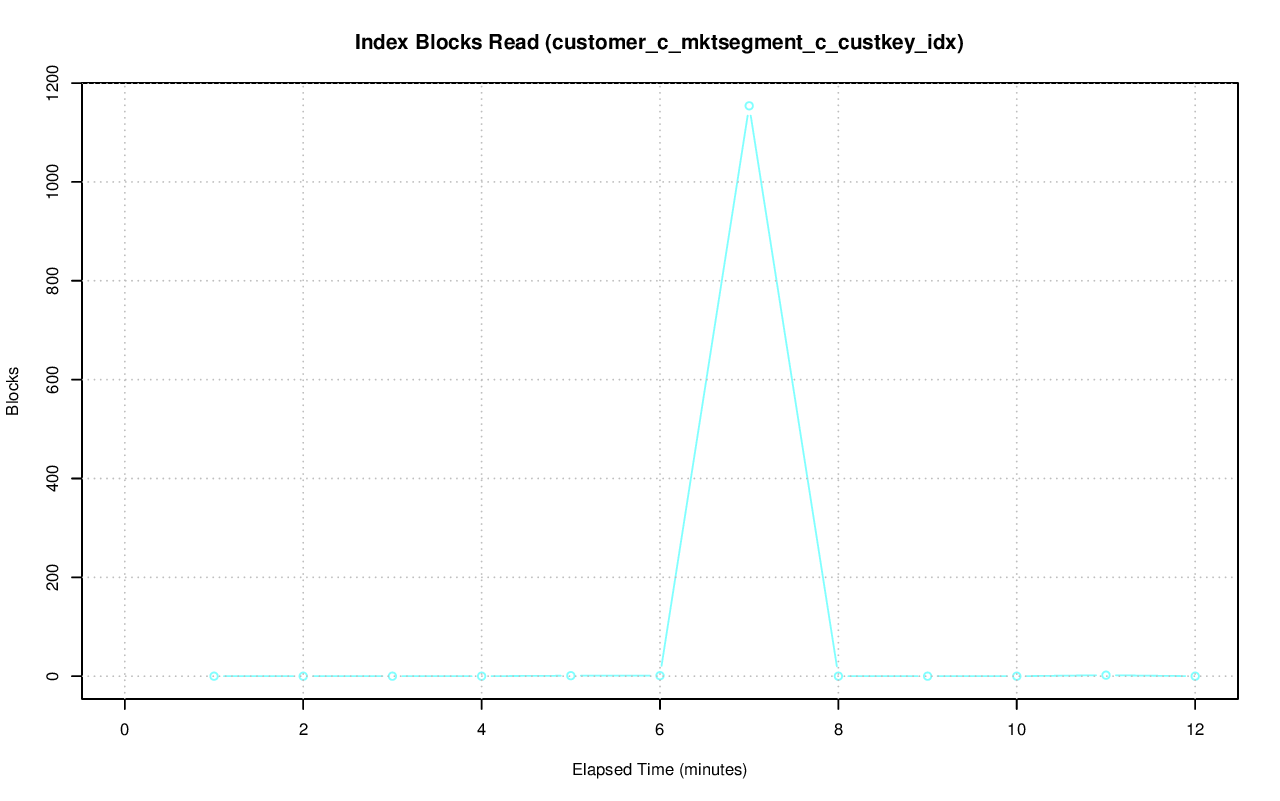 Index Blocks Read (customer_c_mktsegment_c_custkey_idx)
1200
1000
800
600
400
200
0
Blocks
0 2 4 6 8 10 12
Elapsed Time (minutes)